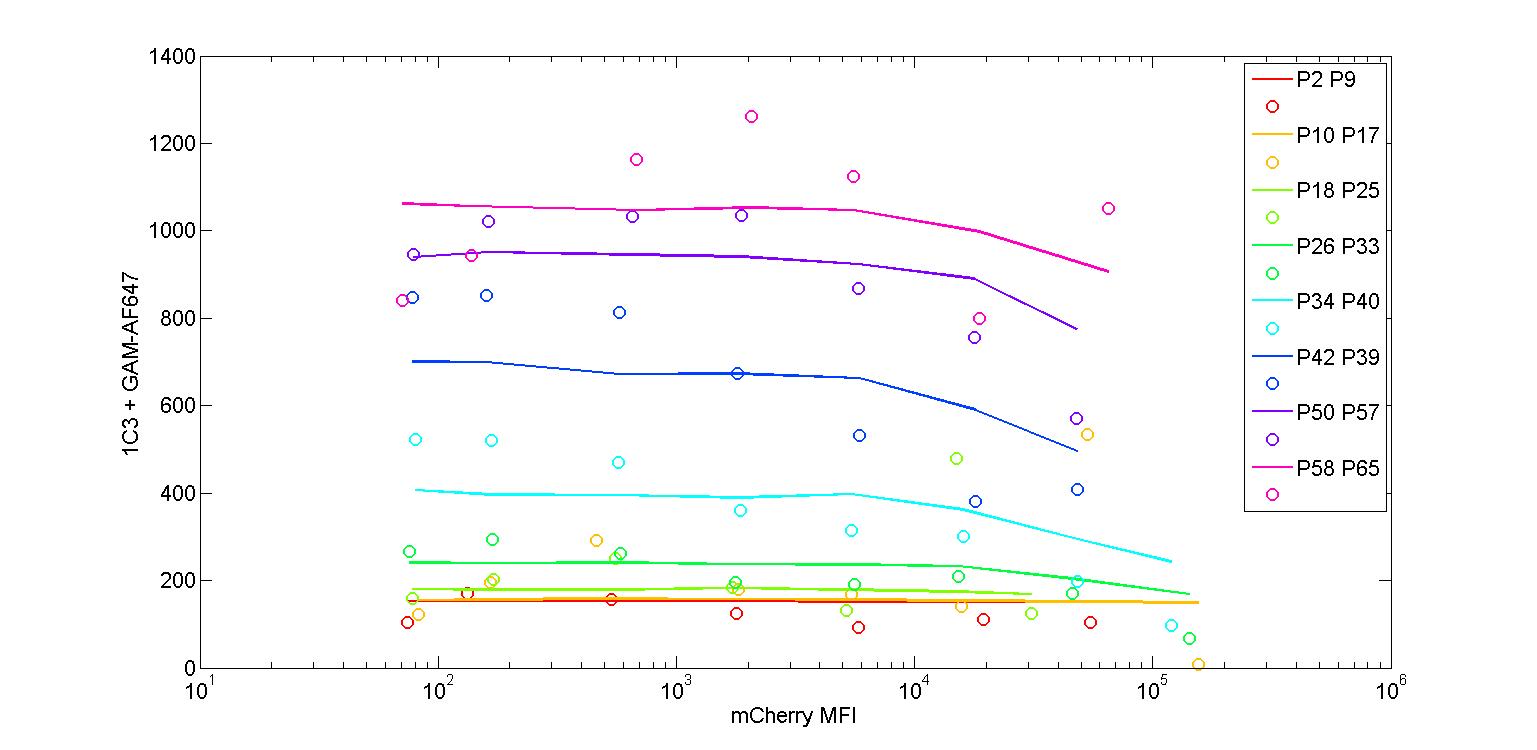 1400
1200
1000
800
600
400
200
0
1C3 + GAM-AF647
10^1
10^2
10^3
10^4
10^5
10^6
mCherry MFI
P2 P9
P10 P17
P18 P25
P26 P33
P34 P40
P42 P39
P50 P57
P58 P65